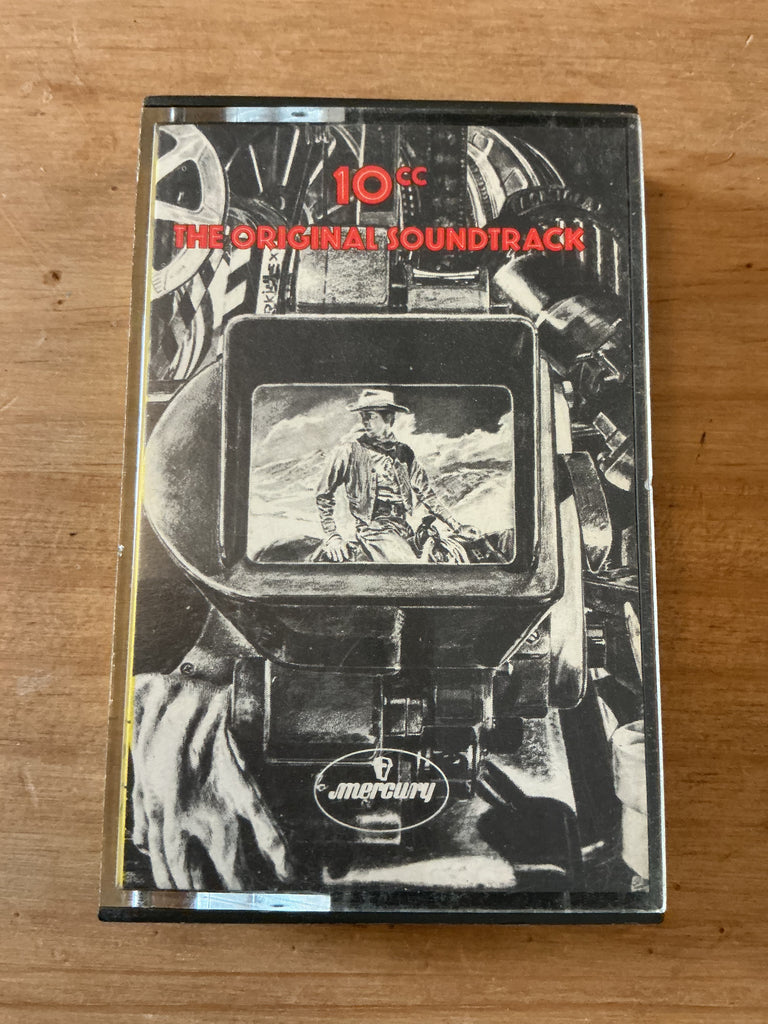 10cc
THE ORIGINAL SOUNDTRACK
mercury